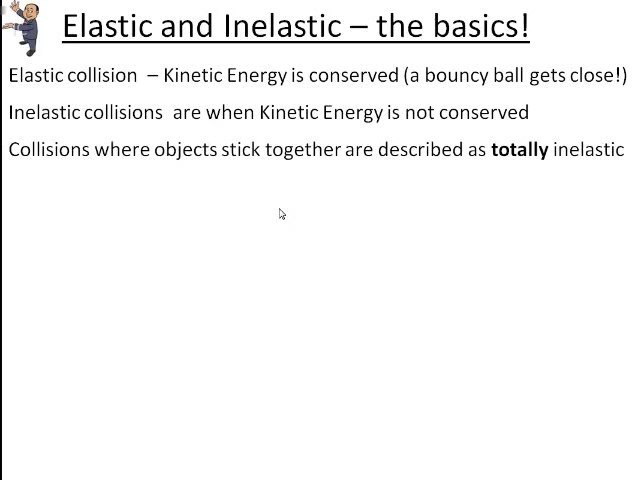 Elastic and Inelastic – the basics!
Elastic collision – Kinetic Energy is conserved (a bouncy ball gets close!)
Inelastic collisions are when Kinetic Energy is not conserved
Collisions where objects stick together are described as totally inelastic